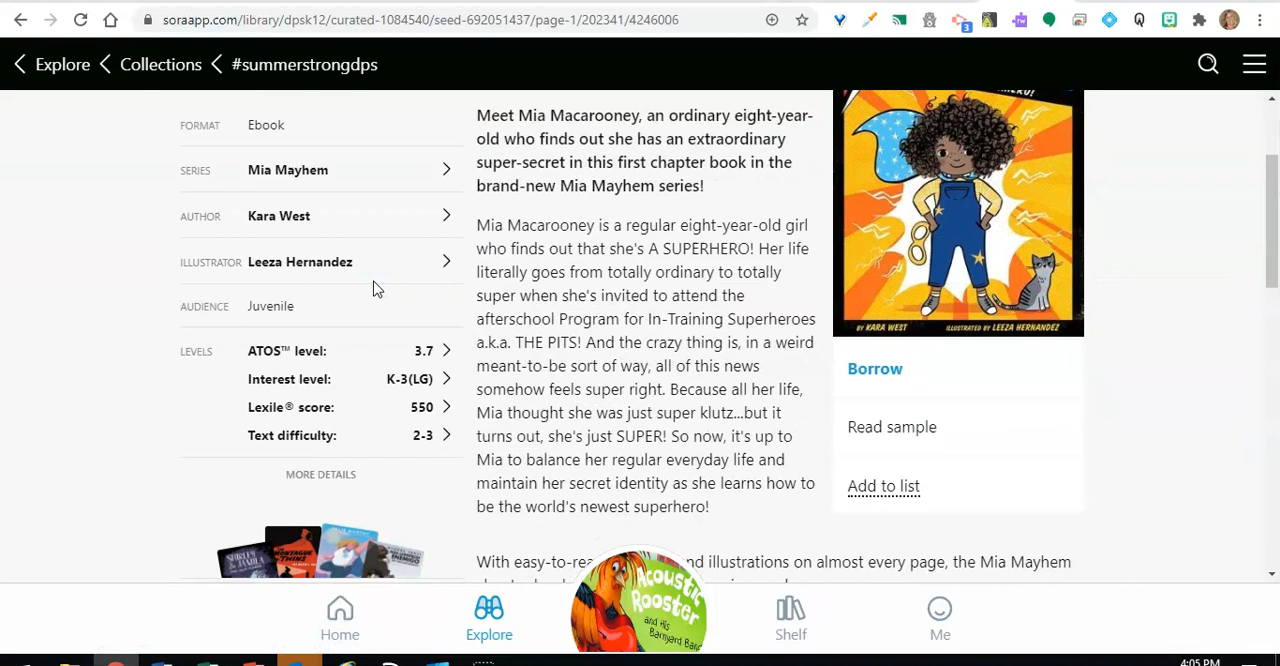 soraapp.com/library/dpsk12/curated-1084540/seed-692051437/page-1/202341/4246006
3
Explore
Collections
#summerstrongdps
FORMAT
Ebook
SERIES
Mia Mayhem
AUTHOR
Kara West
ILLUSTRATOR
Leeza Hernandez
AUDIENCE
Juvenile
LEVELS
ATOS™ level:
3.7
Interest level:
K-3(LG)
Lexile® score:
550
Text difficulty:
2-3
MORE DETAILS
Meet Mia Macarooney, an ordinary eight-year-
old who finds out she has an extraordinary
super-secret in this first chapter book in the
brand-new Mia Mayhem series!
Mia Macarooney is a regular eight-year-old girl
who finds out that she's A SUPERHERO! Her life
literally goes from totally ordinary to totally
super when she's invited to attend the
afterschool Program for In-Training Superheroes
a.k.a. THE PITS! And the crazy thing is, in a weird
meant-to-be sort of way, all of this news
somehow feels super right. Because all her life,
Mia thought she was just super klutz...but it
turns out, she's just SUPER! So now, it's up to
Mia to balance her regular everyday life and
maintain her secret identity as she learns how to
be the world's newest superhero!
With easy-to-rea nd illustrations on almost every page, the Mia Mayhem
BY KARA WEST
ILLUSTRATED BY LEEZA HERNANDEZ
Borrow
Read sample
Add to list
Acoustic
Rooster
and His
Barnyard Band
Home
Explore
Shelf
Me
4:05 PM